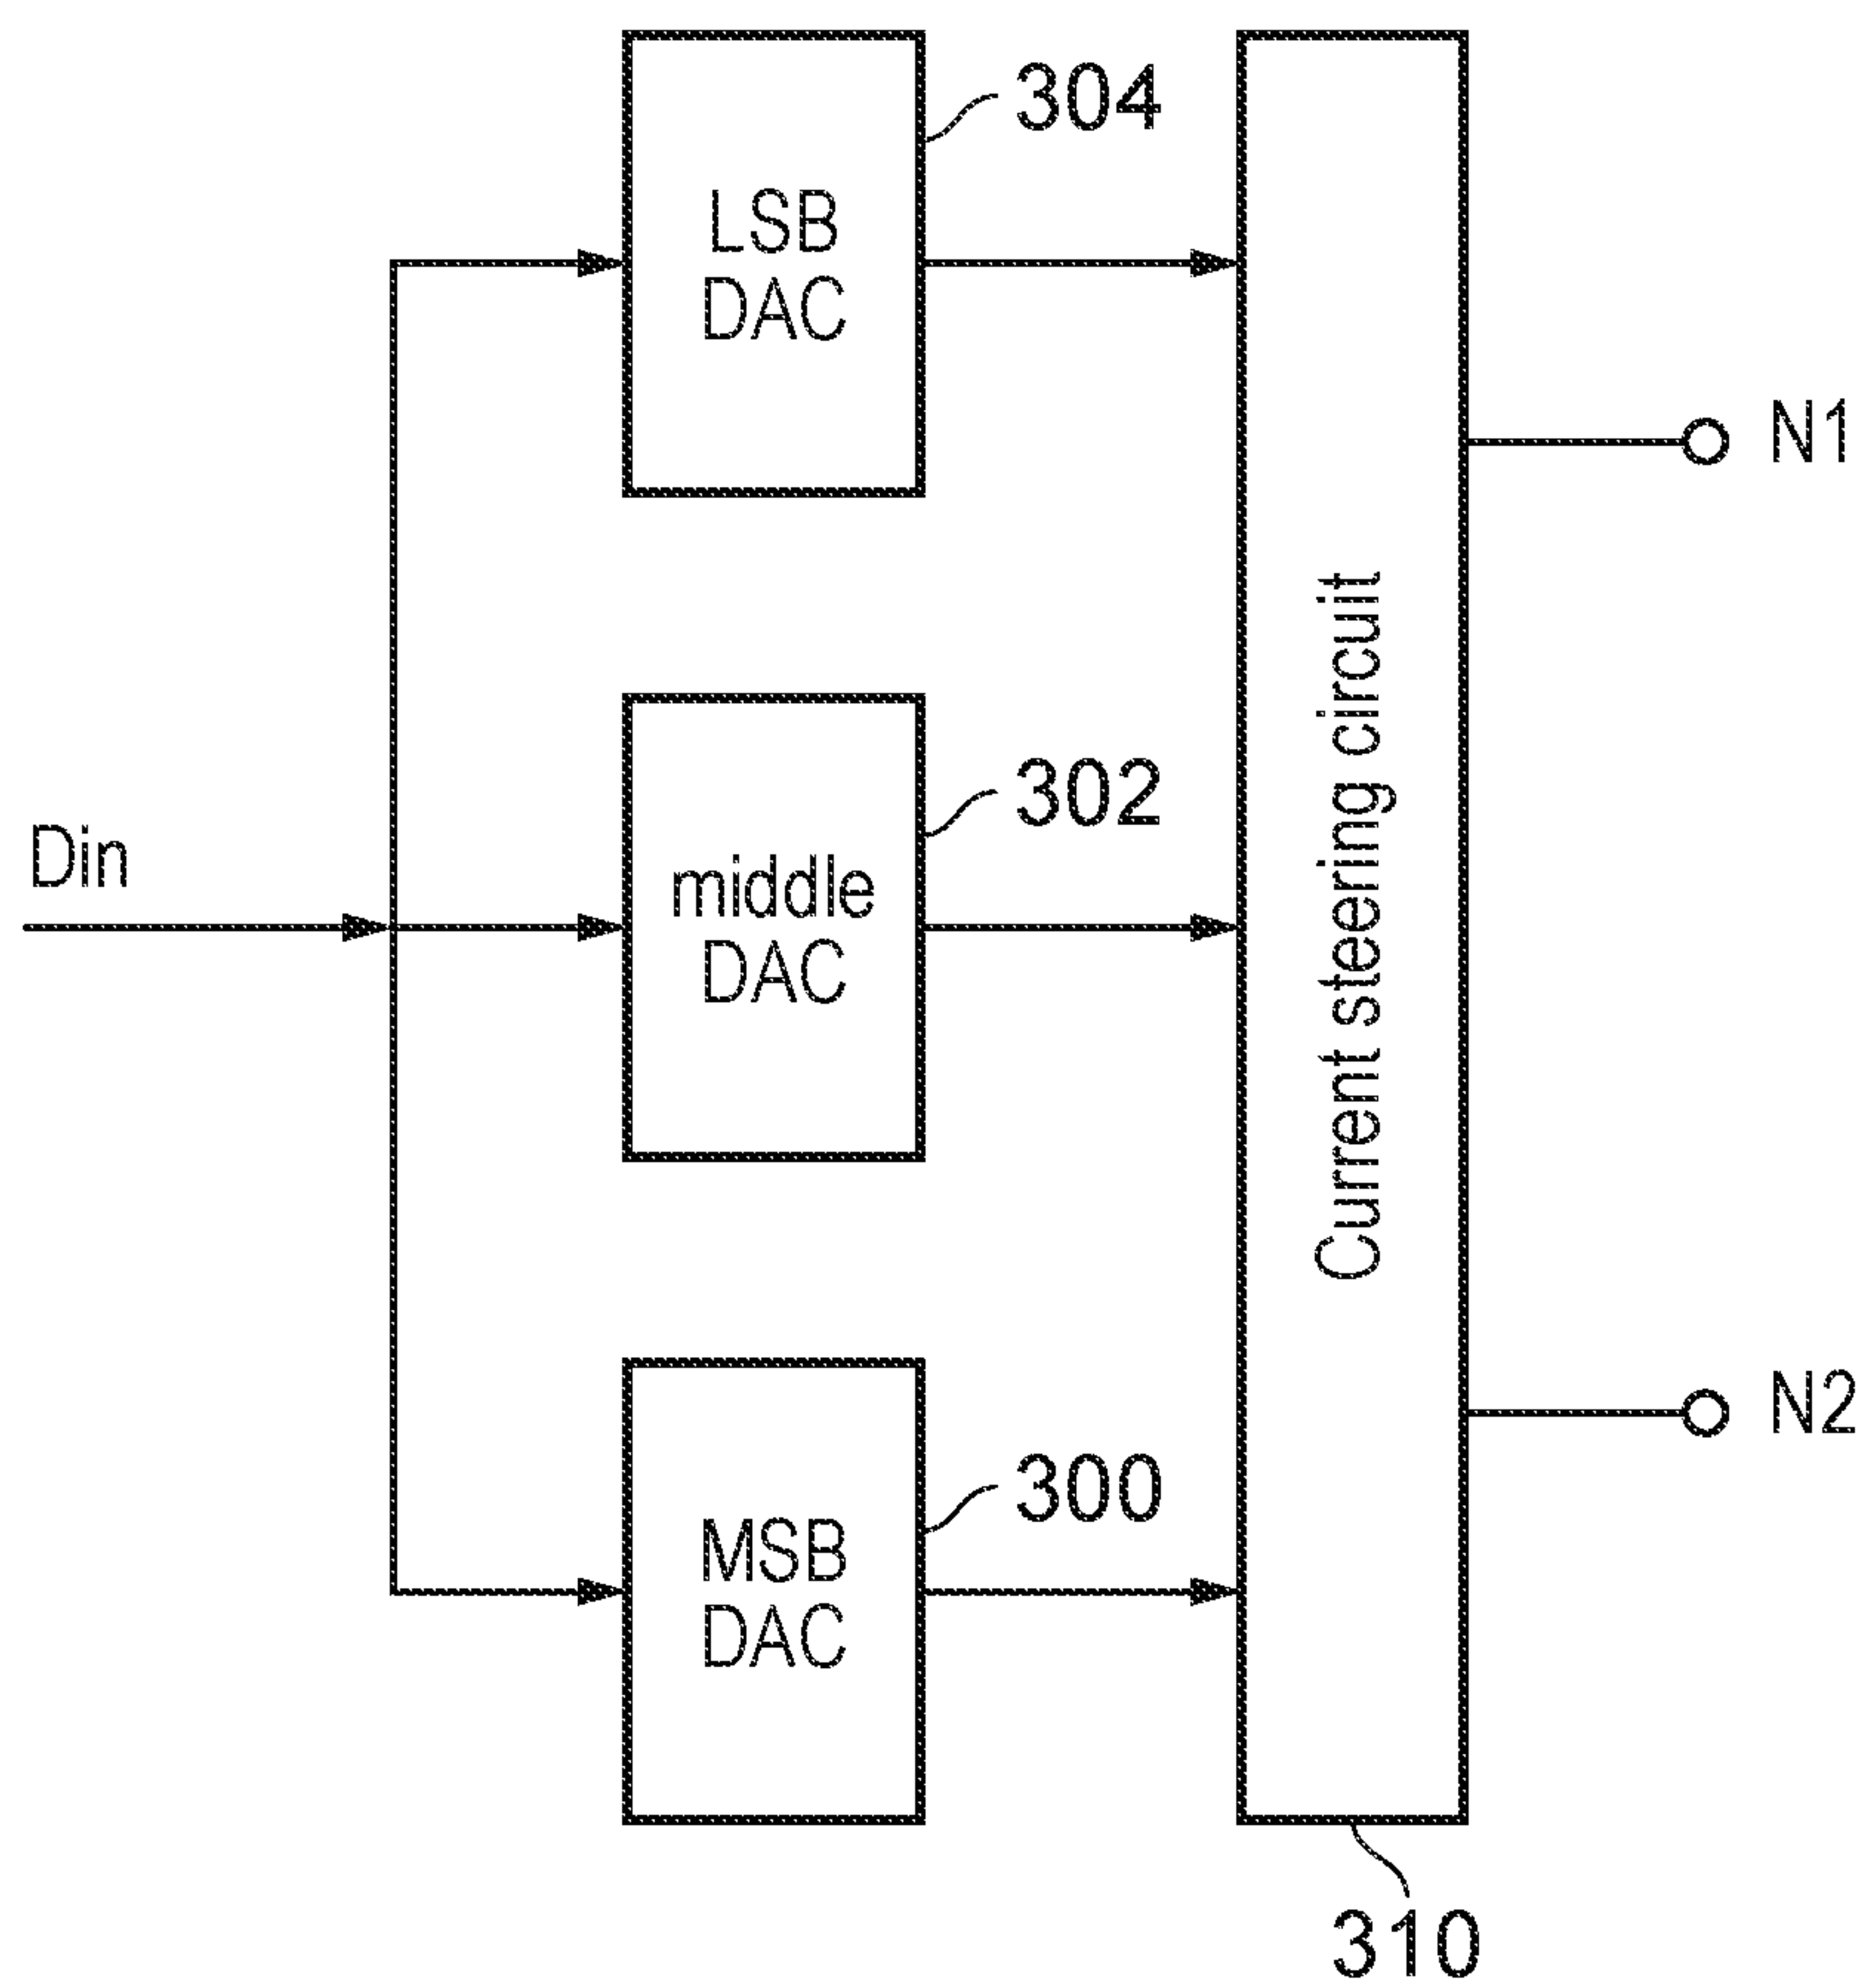 304
LSB
DAC
N1
302
Din
middle
DAC
Current steering circuit
N2
300
MSB
DAC
310